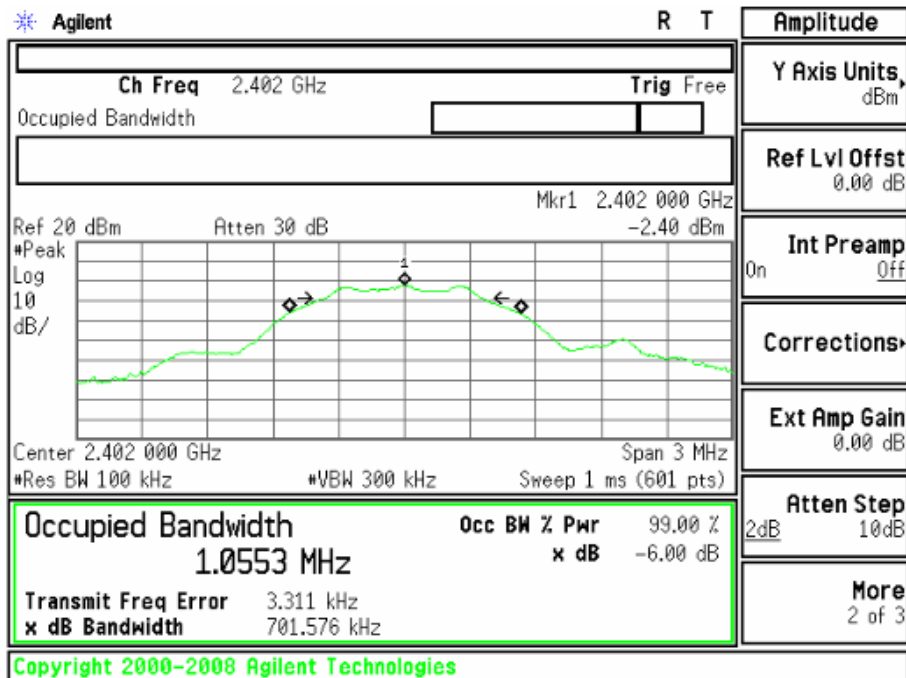 Agilent R T
Ch Freq 2.402 GHz Trig Free
Occupied Bandwidth
Mkr1 2.402 000 GHz
Ref 20 dBm Atten 30 dB -2.40 dBm
#Peak
Log
10
dB/
1
Center 2.402 000 GHz Span 3 MHz
#Res BW 100 kHz #VBW 300 kHz Sweep 1 ms (601 pts)
Occupied Bandwidth
1.0553 MHz
Occ BW % Pwr 99.00 %
x dB -6.00 dB
Transmit Freq Error 3.311 kHz
x dB Bandwidth 701.576 kHz
Copyright 2000-2008 Agilent Technologies
Amplitude
Y Axis Units
dBm
Ref Lvl Offst
0.00 dB
Int Preamp
On Off
Corrections
Ext Amp Gain
0.00 dB
Atten Step
2dB 10dB
More
2 of 3